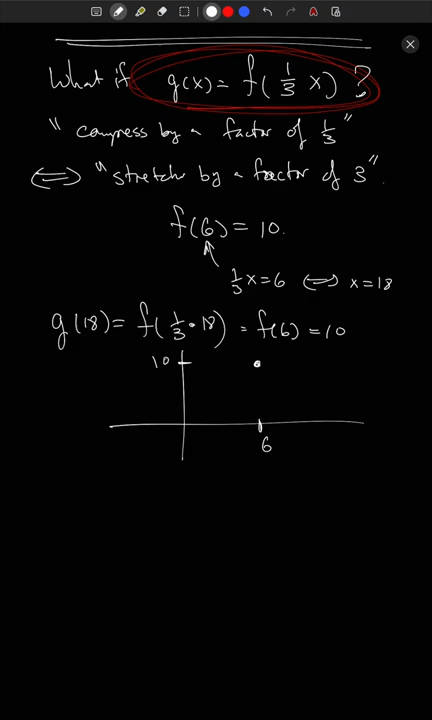 What if g(x) = f(1/3 x) ?
"compress by a factor of 1/3"
⟺ "stretch by a factor of 3".
f(6) = 10.
1/3 x = 6 ⟺ x = 18
g(18) = f(1/3 · 18) = f(6) = 10
10
6